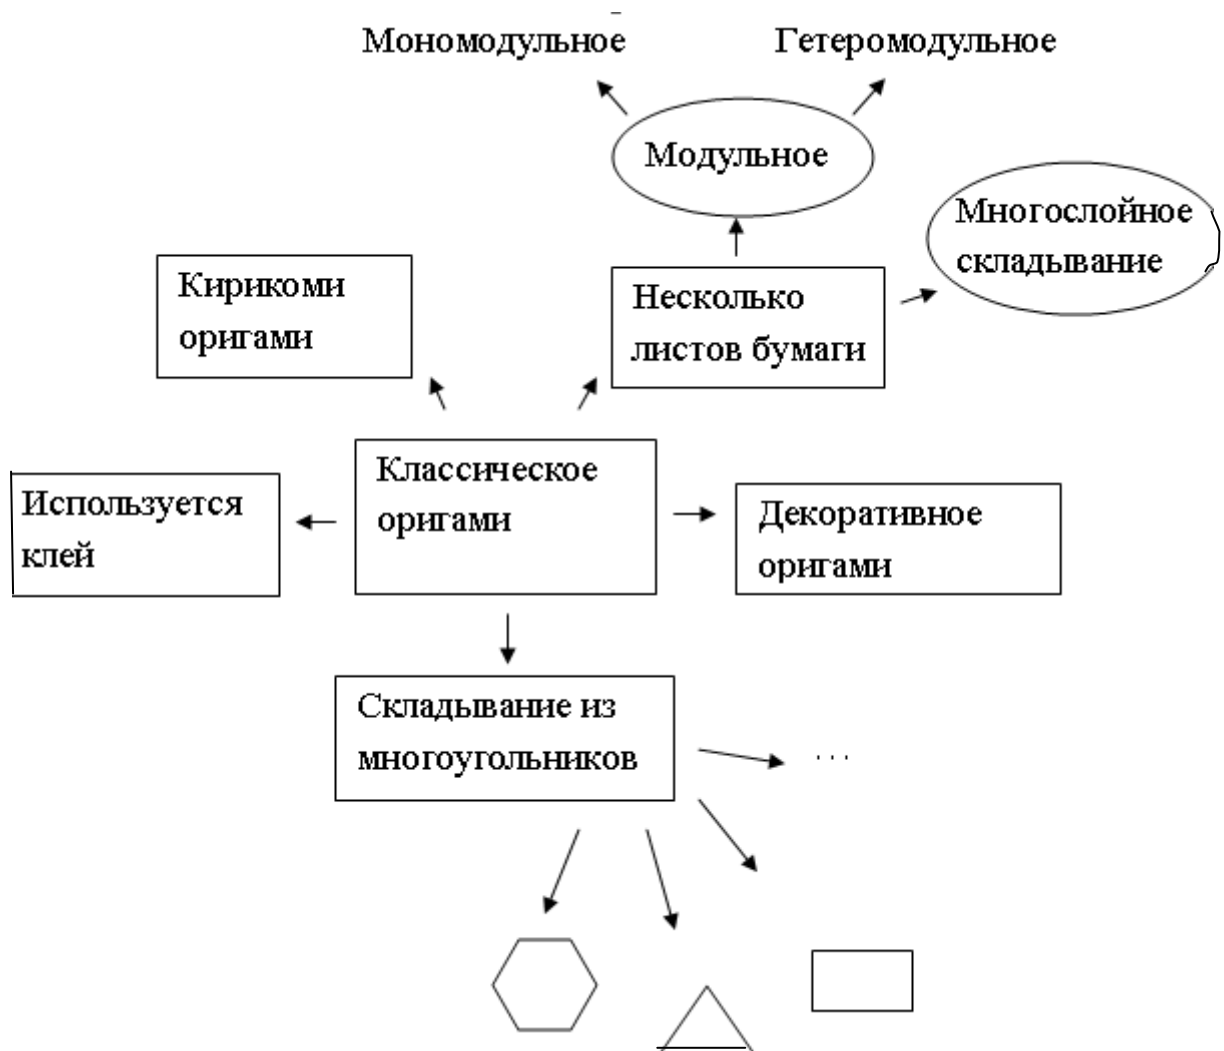 Мономодульное
Гетеромодульное
Модульное
Многослойное
складывание
Кирикоми
оригами
Несколько
листов бумаги
Классическое
оригами
Используется
клей
Декоративное
оригами
Складывание из
многоугольников
...